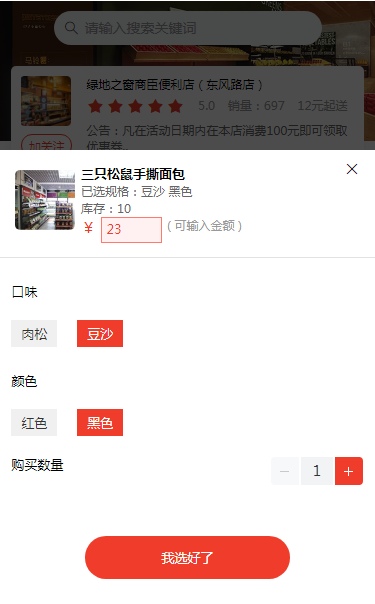 请输入搜索关键词
马拉薯
绿地之窗商臣便利店（东风路店）
5.0 销量：697 12元起送
加关注
公告：凡在活动日期内在本店消费100元即可领取
优惠券。
三只松鼠手撕面包
已选规格：豆沙 黑色
库存：10
¥ 23 （可输入金额）
口味
肉松 豆沙
颜色
红色 黑色
购买数量
− 1 +
我选好了